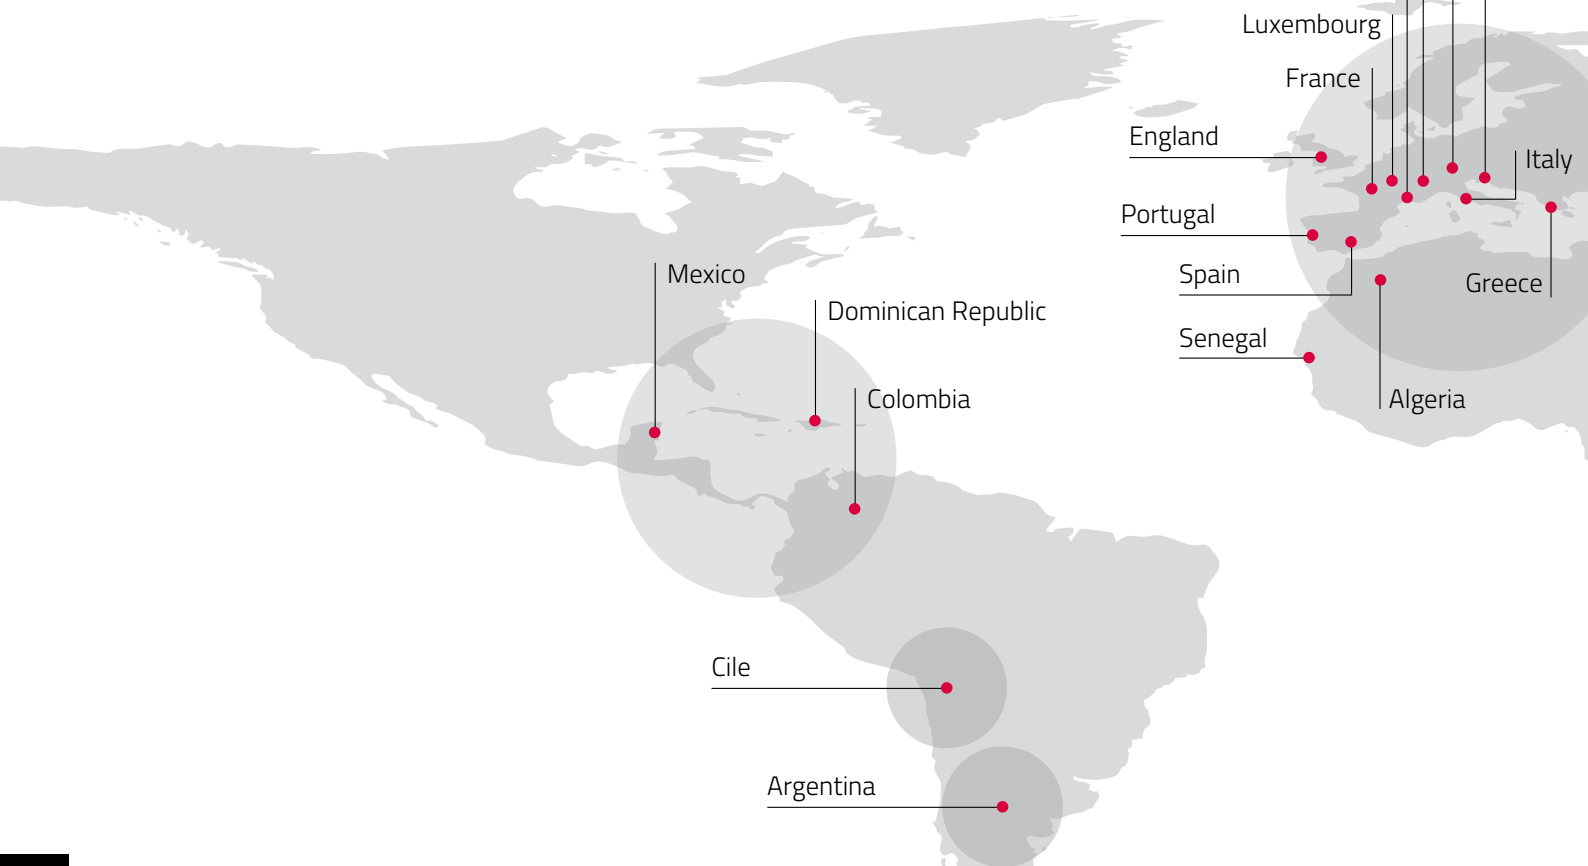 Luxembourg
France
England
Italy
Portugal
Spain
Mexico
Greece
Dominican Republic
Senegal
Colombia
Algeria
Cile
Argentina